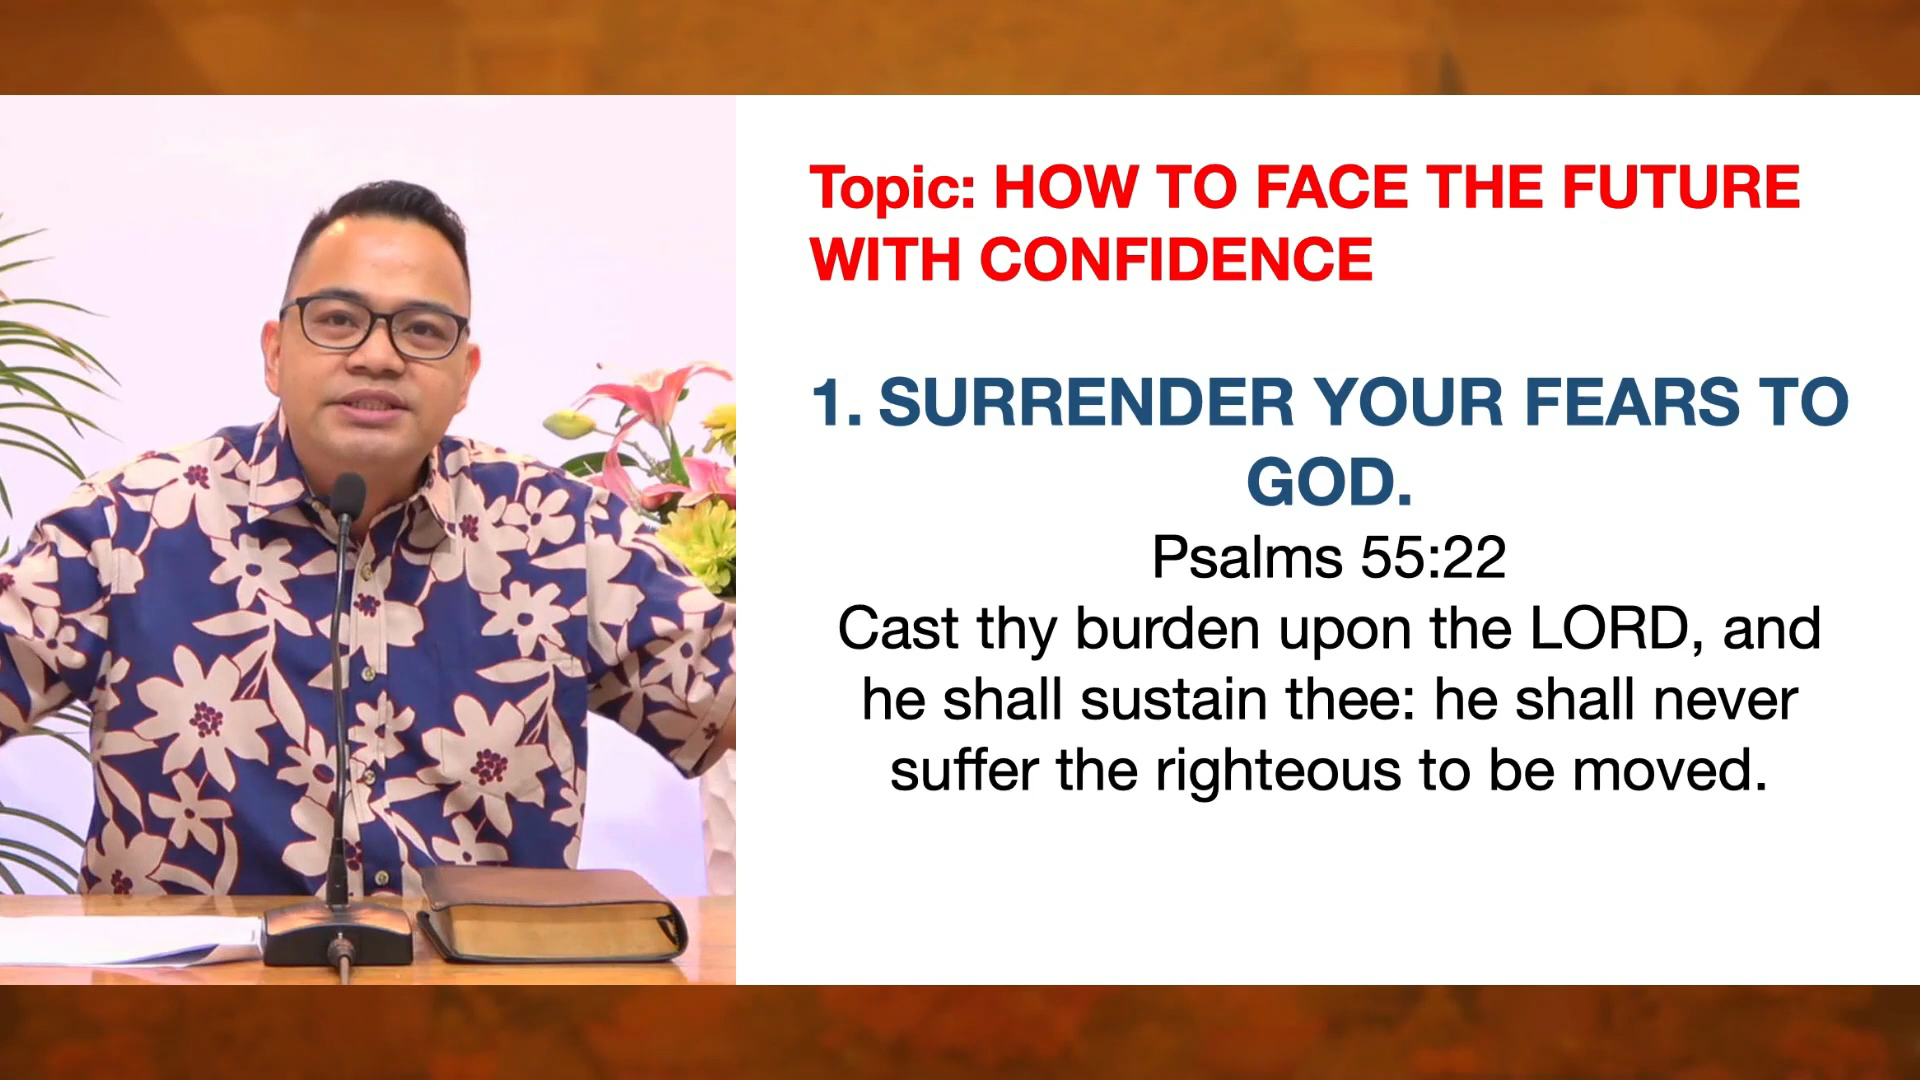 Topic: HOW TO FACE THE FUTURE
WITH CONFIDENCE
1. SURRENDER YOUR FEARS TO
GOD.
Psalms 55:22
Cast thy burden upon the LORD, and
he shall sustain thee: he shall never
suffer the righteous to be moved.